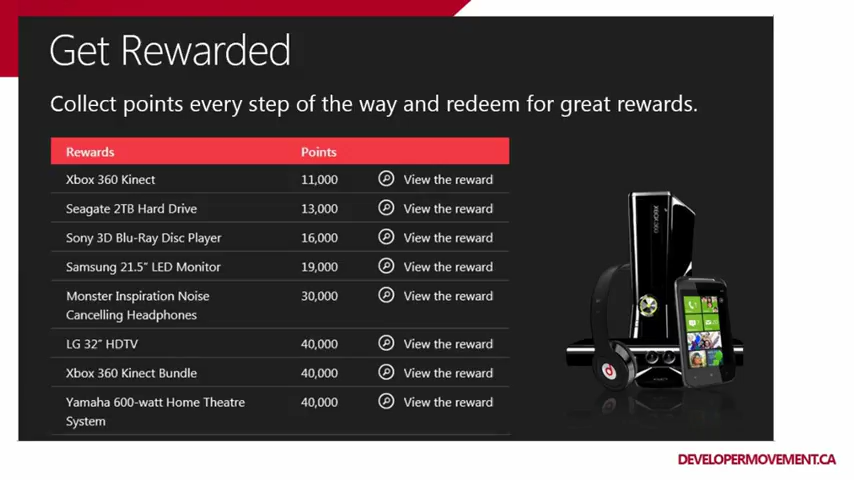 Get Rewarded
Collect points every step of the way and redeem for great rewards.
Rewards Points
Xbox 360 Kinect 11,000 View the reward
Seagate 2TB Hard Drive 13,000 View the reward
Sony 3D Blu-Ray Disc Player 16,000 View the reward
Samsung 21.5" LED Monitor 19,000 View the reward
Monster Inspiration Noise 30,000 View the reward
Cancelling Headphones
LG 32" HDTV 40,000 View the reward
Xbox 360 Kinect Bundle 40,000 View the reward
Yamaha 600-watt Home Theatre 40,000 View the reward
System
XBOX 360
DEVELOPERMOVEMENT.CA